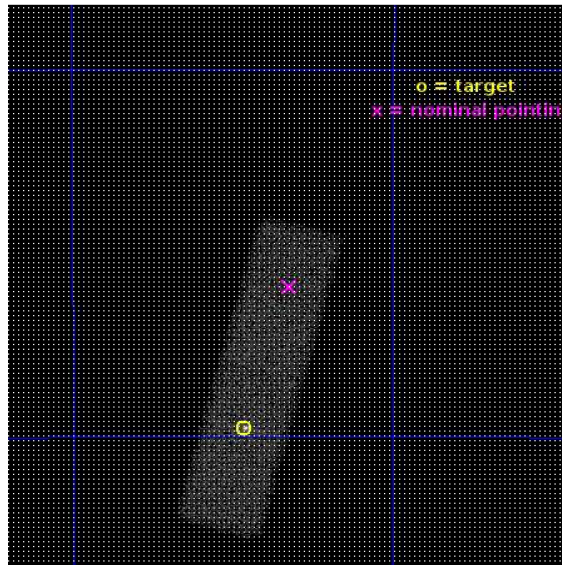 o = target
x = nominal pointin